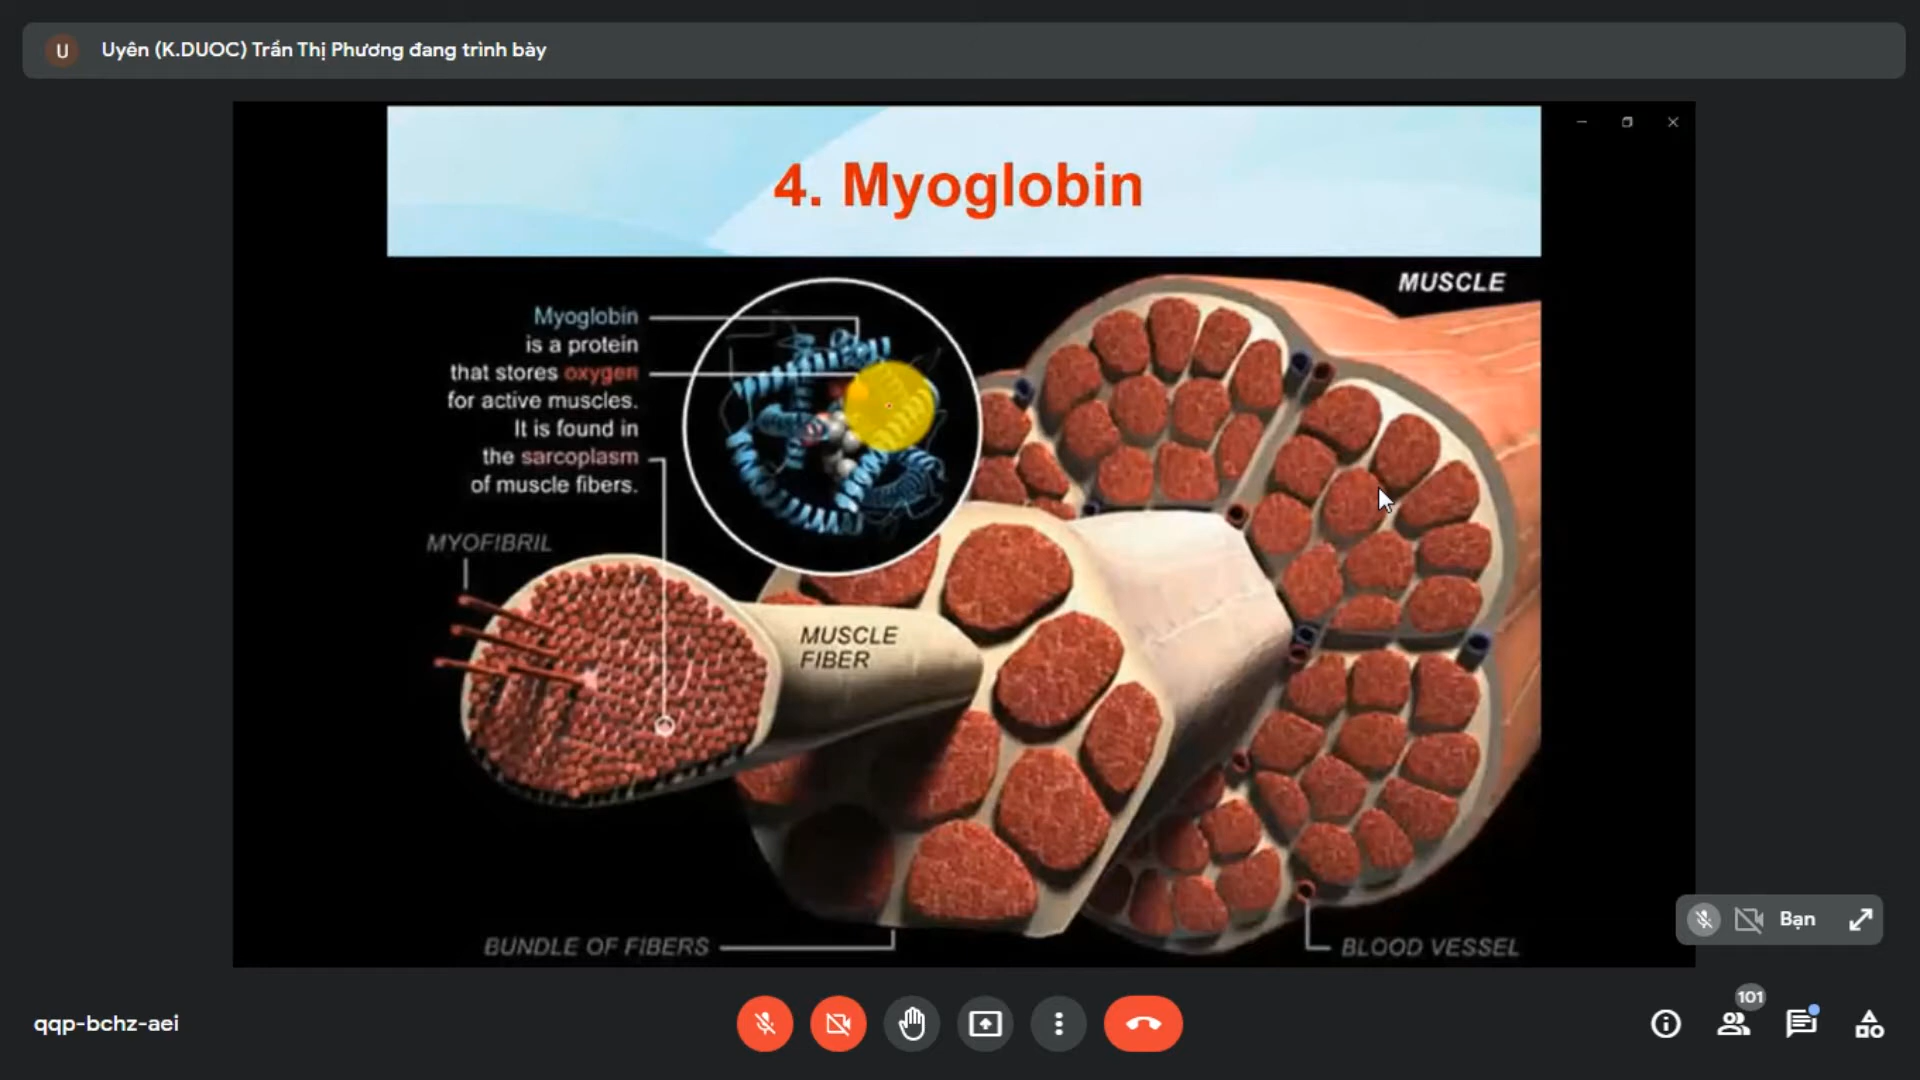 U
Uyên (K.DUOC) Trần Thị Phương đang trình bày
4. Myoglobin
MUSCLE
Myoglobin
is a protein
that stores oxygen
for active muscles.
It is found in
the sarcoplasm
of muscle fibers.
MYOFIBRIL
MUSCLE
FIBER
BUNDLE OF FIBERS
BLOOD VESSEL
Bạn
qqp-bchz-aei
101